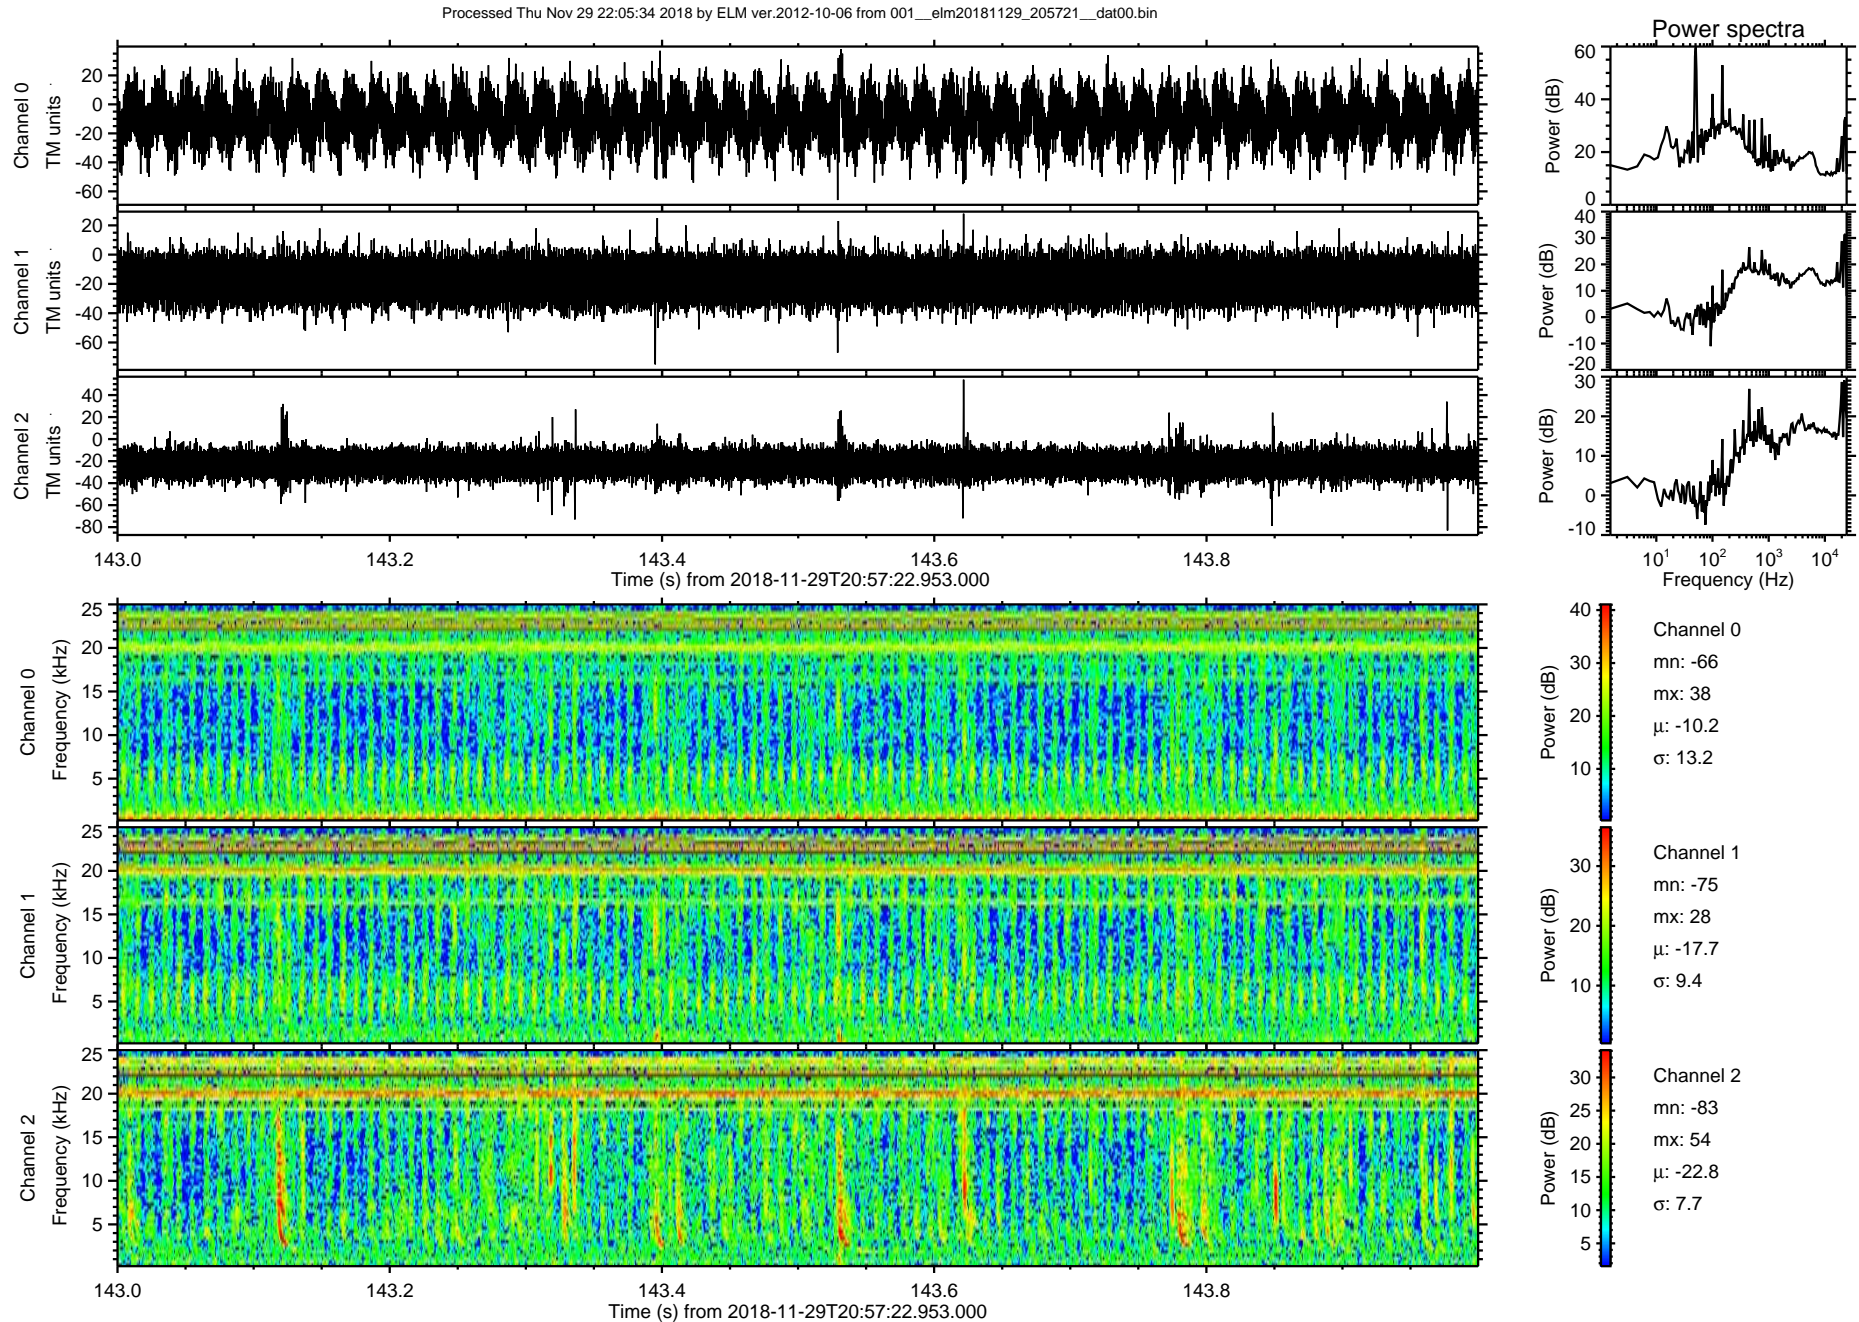 Processed Thu Nov 29 22:05:34 2018 by ELM ver.2012-10-06 from 001__elm20181129_205721__dat00.bin
Power spectra
Channel 0
TM units
20
0
-20
-40
-60
Power (dB)
60
40
20
0
Channel 1
TM units
20
0
-20
-40
-60
Power (dB)
40
30
20
10
0
-10
-20
Channel 2
TM units
40
20
0
-20
-40
-60
-80
Power (dB)
30
20
10
0
-10
143.0 143.2 143.4 143.6 143.8
Time (s) from 2018-11-29T20:57:22.953.000
10¹ 10² 10³ 10⁴
Frequency (Hz)
Channel 0
Frequency (kHz)
25
20
15
10
5
Power (dB)
40
30
20
10
Channel 0
mn: -66
mx: 38
μ: -10.2
σ: 13.2
Channel 1
Frequency (kHz)
25
20
15
10
5
Power (dB)
30
20
10
Channel 1
mn: -75
mx: 28
μ: -17.7
σ: 9.4
Channel 2
Frequency (kHz)
25
20
15
10
5
Power (dB)
30
25
20
15
10
5
Channel 2
mn: -83
mx: 54
μ: -22.8
σ: 7.7
143.0 143.2 143.4 143.6 143.8
Time (s) from 2018-11-29T20:57:22.953.000